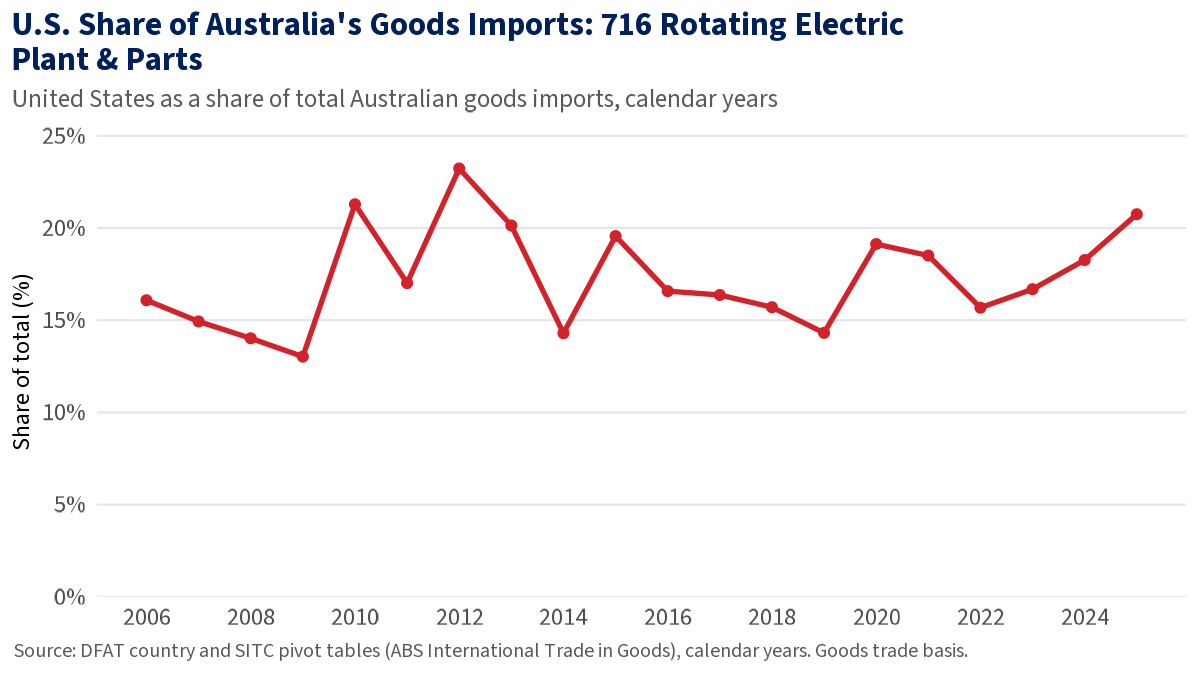 U.S. Share of Australia's Goods Imports: 716 Rotating Electric
Plant & Parts
United States as a share of total Australian goods imports, calendar years
Share of total (%)
25%
20%
15%
10%
5%
0%
2006 2008 2010 2012 2014 2016 2018 2020 2022 2024
Source: DFAT country and SITC pivot tables (ABS International Trade in Goods), calendar years. Goods trade basis.